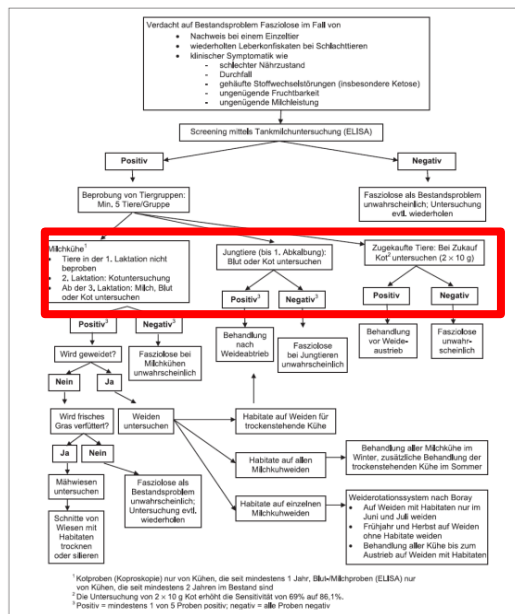 Verdacht auf Bestandsproblem Fasziolose im Fall von
• Nachweis bei einem Einzeltier
• wiederholten Leberkonfiskaten bei Schlachttieren
• klinischer Symptomatik wie
- schlechter Nährzustand
- Durchfall
- gehäufte Stoffwechselstörungen (insbesondere Ketose)
- ungenügende Fruchtbarkeit
- ungenügende Milchleistung
Screening mittels Tankmilchuntersuchung (ELISA)
Positiv
Negativ
Beprobung von Tiergruppen:
Min. 5 Tiere/Gruppe
Fasziolose als Bestandsproblem
unwahrscheinlich; Untersuchung
evtl. wiederholen
Milchkühe¹
• Tiere in der 1. Laktation nicht
beproben
• 2. Laktation: Kotuntersuchung
• Ab der 3. Laktation: Milch, Blut
oder Kot untersuchen
Jungtiere (bis 1. Abkalbung):
Blut oder Kot untersuchen
Zugekaufte Tiere: Bei Zukauf
Kot² untersuchen (2 × 10 g)
Positiv³
Negativ³
Positiv
Negativ
Positiv³
Negativ³
Behandlung
nach
Weideabtrieb
Fasziolose
bei Jungtieren
unwahrscheinlich
Behandlung
vor Weide-
austrieb
Fasziolose
unwahr-
scheinlich
Wird geweidet?
Fasziolose bei
Milchkühen
unwahrscheinlich
Nein
Ja
Wird frisches
Gras verfüttert?
Weiden
untersuchen
Habitate auf Weiden für
trockenstehende Kühe
Ja
Nein
Habitate auf allen
Milchkuhweiden
Behandlung aller Milchkühe im
Winter, zusätzliche Behandlung der
trockenstehenden Kühe im Sommer
Mähwiesen
untersuchen
Fasziolose als
Bestandsproblem
unwahrscheinlich;
Untersuchung evtl.
wiederholen
Habitate auf einzelnen
Milchkuhweiden
Weiderotationssystem nach Boray
• Auf Weiden mit Habitaten nur im
Juni und Juli weiden
• Frühjahr und Herbst auf Weiden
ohne Habitate weiden
• Behandlung aller Kühe bis zum
Austrieb auf Weiden mit Habitaten
Schnitte von
Wiesen mit
Habitaten
trocknen
oder silieren
¹ Kotproben (Koproskopie) nur von Kühen, die seit mindestens 1 Jahr, Blut-/Milchproben (ELISA) nur
von Kühen, die seit mindestens 2 Jahren im Bestand sind
² Die Untersuchung von 2 × 10 g Kot erhöht die Sensitivität von 69% auf 86,1%.
³ Positiv = mindestens 1 von 5 Proben positiv; negativ = alle Proben negativ